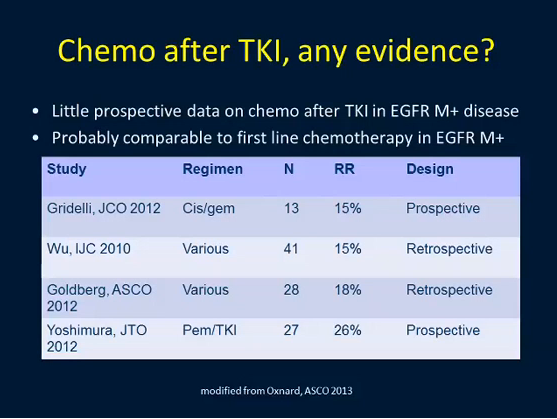 Chemo after TKI, any evidence?
• Little prospective data on chemo after TKI in EGFR M+ disease
• Probably comparable to first line chemotherapy in EGFR M+
Study Regimen N RR Design
Gridelli, JCO 2012 Cis/gem 13 15% Prospective
Wu, IJC 2010 Various 41 15% Retrospective
Goldberg, ASCO 2012 Various 28 18% Retrospective
Yoshimura, JTO 2012 Pem/TKI 27 26% Prospective
modified from Oxnard, ASCO 2013